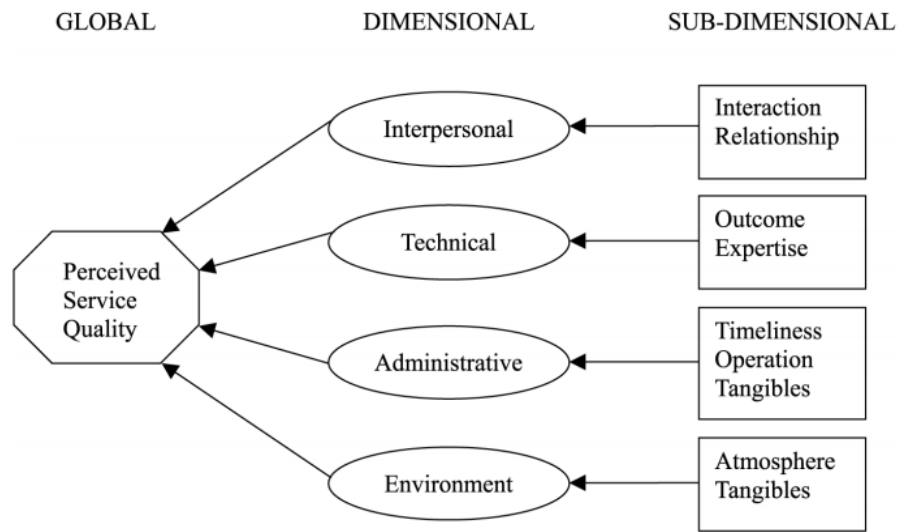 GLOBAL
DIMENSIONAL
SUB-DIMENSIONAL
Interpersonal
Interaction
Relationship
Technical
Outcome
Expertise
Perceived
Service
Quality
Administrative
Timeliness
Operation
Tangibles
Environment
Atmosphere
Tangibles